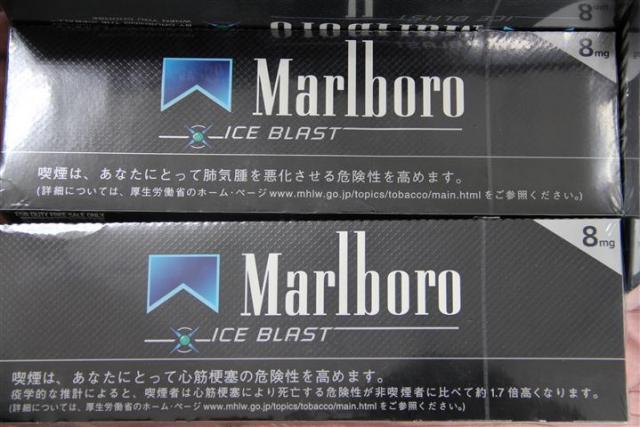 ICE BLAST
Marlboro
8mg
Marlboro
8mg
ICE BLAST
喫煙は、あなたにとって肺気腫を悪化させる危険性を高めます。
(詳細については、厚生労働省のホーム・ページ www.mhlw.go.jp/topics/tobacco/main.html をご参照ください。)
FOR DUTY FREE SALE ONLY
Marlboro
8mg
ICE BLAST
喫煙は、あなたにとって心筋梗塞の危険性を高めます。
疫学的な推計によると、喫煙者は心筋梗塞により死亡する危険性が非喫煙者に比べて約1.7倍高くなります。
(詳細については、厚生労働省のホーム・ページ www.mhlw.go.jp/topics/tobacco/main.html をご参照ください。)